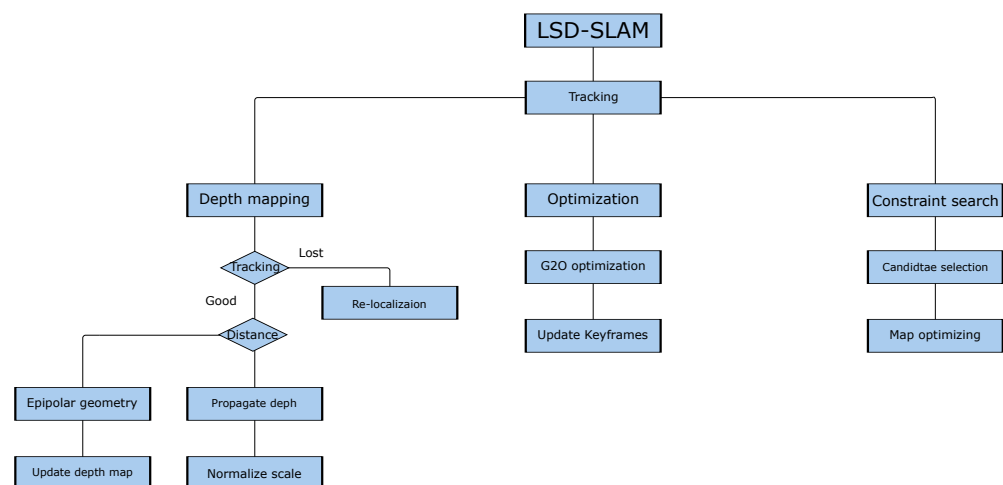 LSD-SLAM
Tracking
Depth mapping
Optimization
Constraint search
Tracking
Lost
G2O optimization
Candidtae selection
Good
Re-localizaion
Distance
Update Keyframes
Map optimizing
Epipolar geometry
Propagate deph
Update depth map
Normalize scale